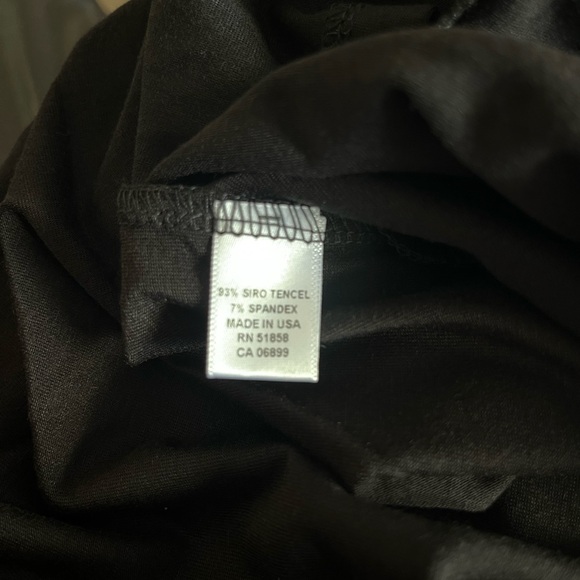 93% SIRO TENCEL
7% SPANDEX
MADE IN USA
RN 51858
CA 06899